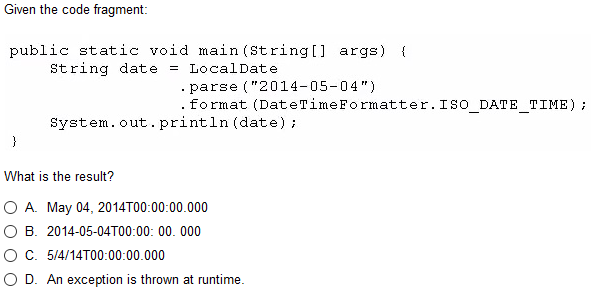 Given the code fragment:
public static void main(String[] args) {
String date = LocalDate
.parse("2014-05-04")
.format(DateTimeFormatter.ISO_DATE_TIME);
System.out.println(date);
}
What is the result?
A. May 04, 2014T00:00:00.000
B. 2014-05-04T00:00: 00. 000
C. 5/4/14T00:00:00.000
D. An exception is thrown at runtime.